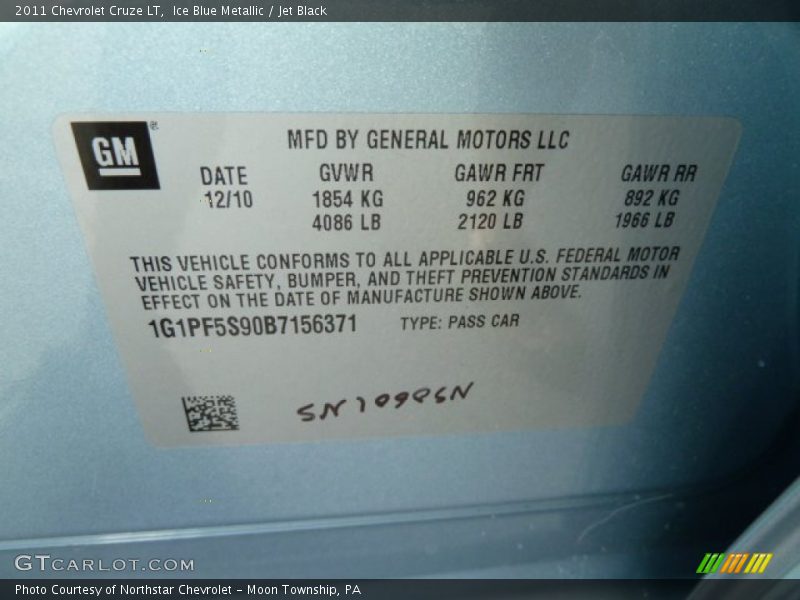 2011 Chevrolet Cruze LT, Ice Blue Metallic / Jet Black
GM ®
MFD BY GENERAL MOTORS LLC
DATE GVWR GAWR FRT GAWR RR
12/10 1854 KG 962 KG 892 KG
4086 LB 2120 LB 1966 LB
THIS VEHICLE CONFORMS TO ALL APPLICABLE U.S. FEDERAL MOTOR
VEHICLE SAFETY, BUMPER, AND THEFT PREVENTION STANDARDS IN
EFFECT ON THE DATE OF MANUFACTURE SHOWN ABOVE.
1G1PF5S90B7156371 TYPE: PASS CAR
GTCARLOT.COM
Photo Courtesy of Northstar Chevrolet - Moon Township, PA